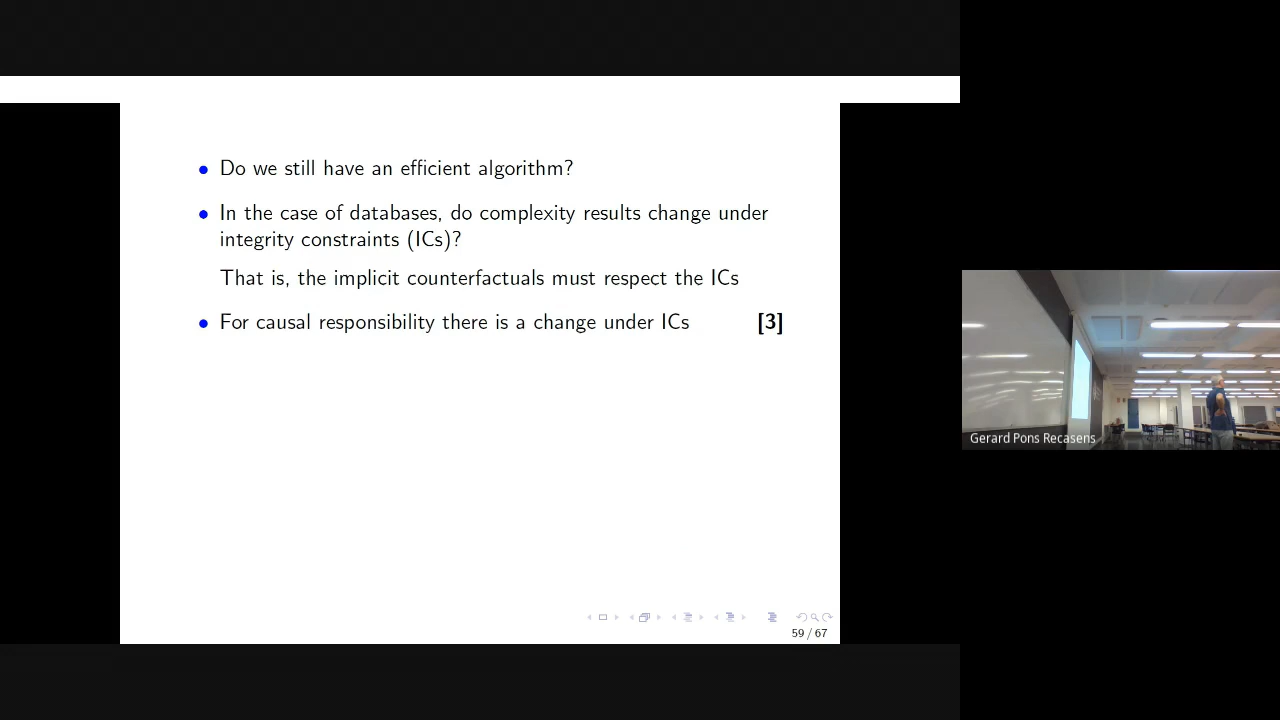 Do we still have an efficient algorithm?
In the case of databases, do complexity results change under
integrity constraints (ICs)?
That is, the implicit counterfactuals must respect the ICs
For causal responsibility there is a change under ICs [3]
Gerard Pons Recasens
59 / 67